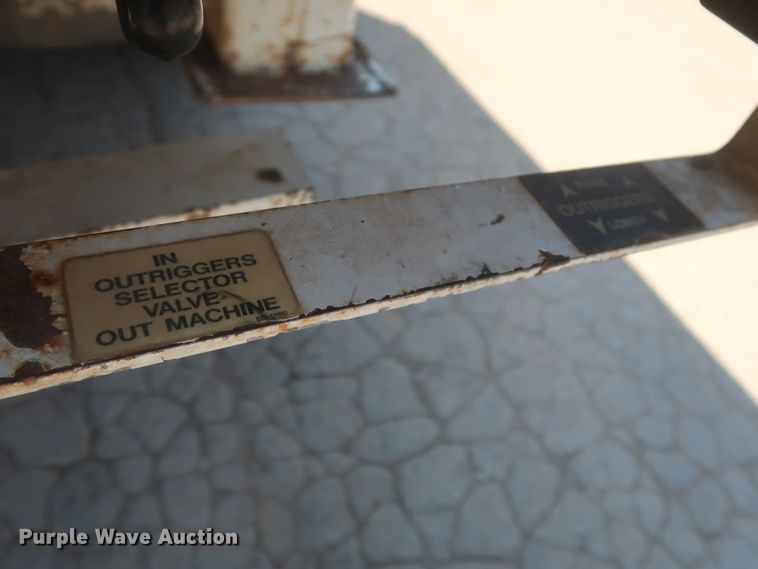 IN
OUTRIGGERS
SELECTOR
VALVE
OUT MACHINE
RAISE
OUTRIGGERS
LOWER
Purple Wave Auction